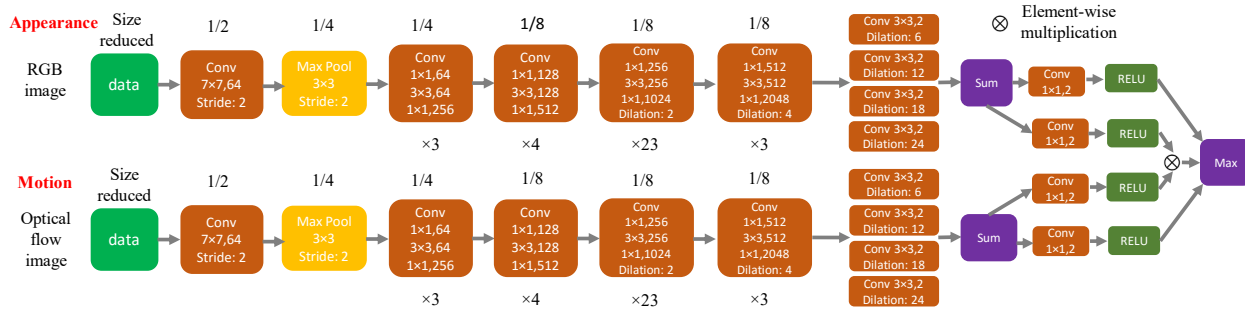 Appearance
Size
reduced
1/2
1/4
1/4
1/8
1/8
1/8
RGB
image
data
Conv
7×7,64
Stride: 2
Max Pool
3×3
Stride: 2
Conv
1×1,64
3×3,64
1×1,256
Conv
1×1,128
3×3,128
1×1,512
Conv
1×1,256
3×3,256
1×1,1024
Dilation: 2
Conv
1×1,512
3×3,512
1×1,2048
Dilation: 4
×3
×4
×23
×3
Conv 3×3,2
Dilation: 6
Conv 3×3,2
Dilation: 12
Conv 3×3,2
Dilation: 18
Conv 3×3,2
Dilation: 24
Sum
Conv
1×1,2
RELU
Conv
1×1,2
RELU
⊗
Element-wise
multiplication
Motion
Size
reduced
1/2
1/4
1/4
1/8
1/8
1/8
Optical
flow
image
data
Conv
7×7,64
Stride: 2
Max Pool
3×3
Stride: 2
Conv
1×1,64
3×3,64
1×1,256
Conv
1×1,128
3×3,128
1×1,512
Conv
1×1,256
3×3,256
1×1,1024
Dilation: 2
Conv
1×1,512
3×3,512
1×1,2048
Dilation: 4
×3
×4
×23
×3
Conv 3×3,2
Dilation: 6
Conv 3×3,2
Dilation: 12
Conv 3×3,2
Dilation: 18
Conv 3×3,2
Dilation: 24
Sum
Conv
1×1,2
RELU
Conv
1×1,2
RELU
⊗
Max